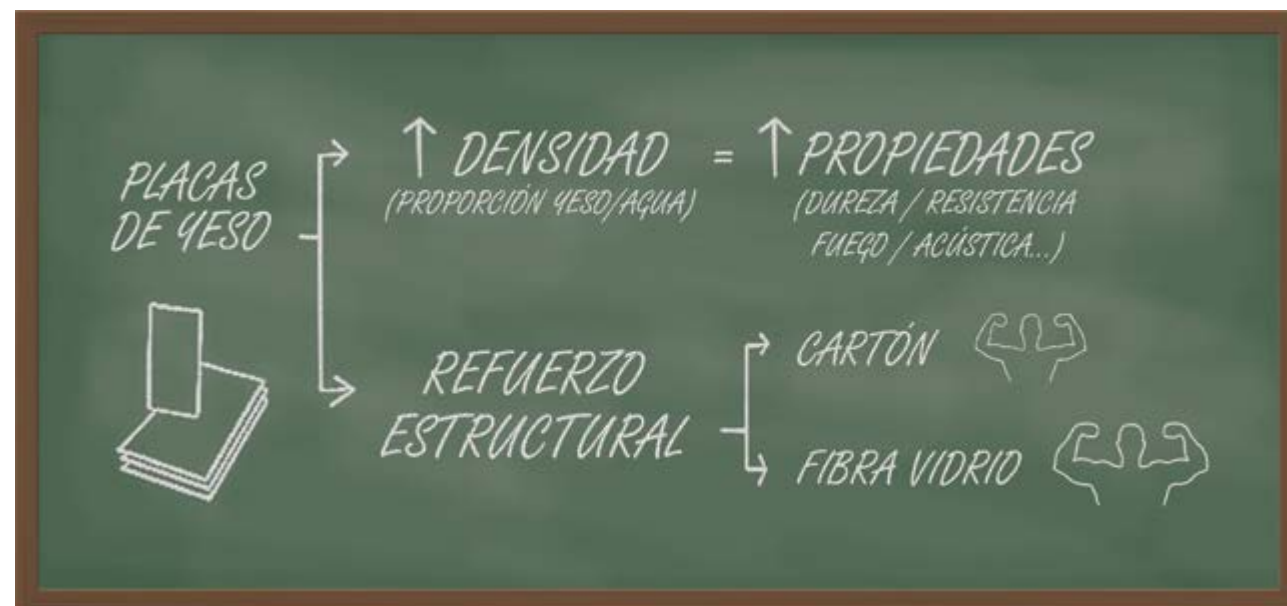 PLACAS
DE YESO
↑ DENSIDAD = ↑ PROPIEDADES
(PROPORCIÓN YESO/AGUA)
(DUREZA / RESISTENCIA
FUEGO / ACÚSTICA...)
REFUERZO
ESTRUCTURAL
CARTÓN
FIBRA VIDRIO